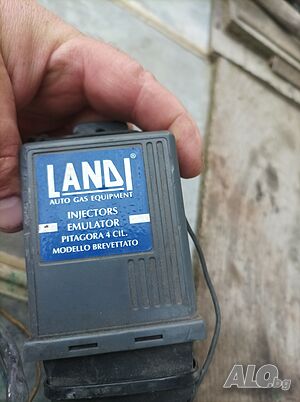 LANDI®
AUTO GAS EQUIPMENT
INJECTORS
EMULATOR
PITAGORA 4 CIL.
MODELLO BREVETTATO
ALO.bg